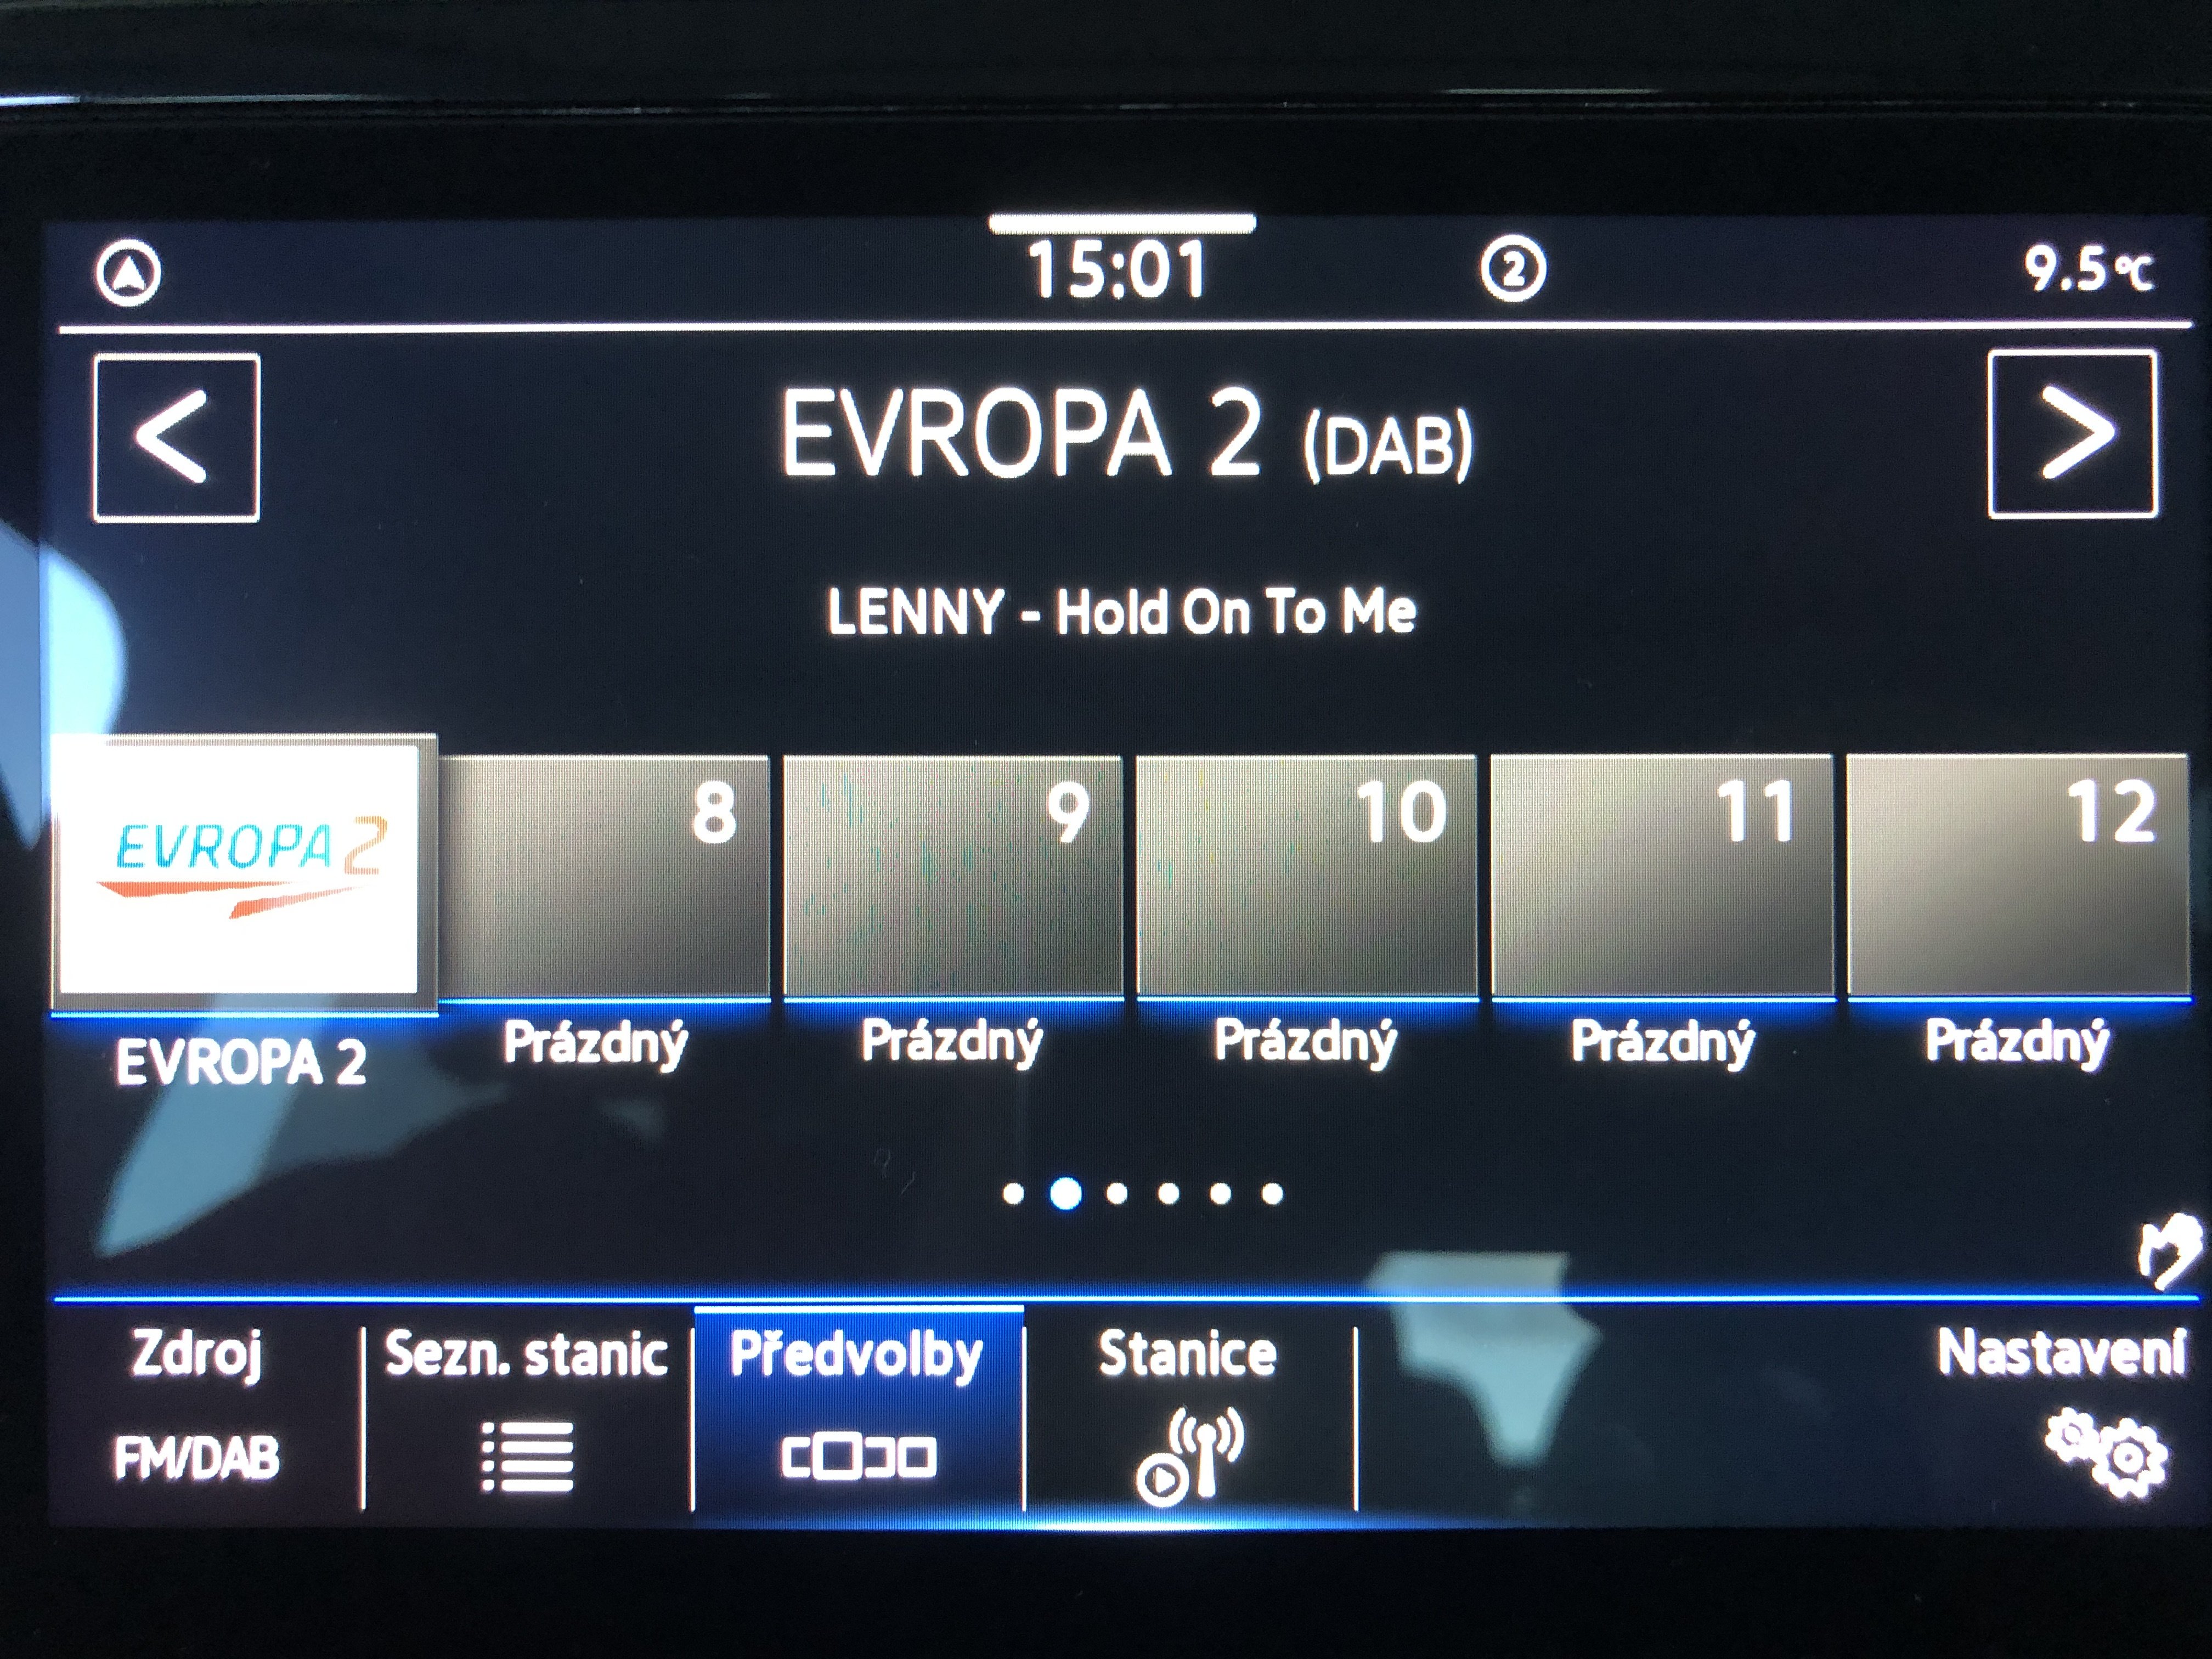 15:01 2 9.5 °C
< EVROPA 2 (DAB) >
LENNY - Hold On To Me
EVROPA 2 8 9 10 11 12
EVROPA 2 Prázdný Prázdný Prázdný Prázdný Prázdný
Zdroj Sezn. stanic Předvolby Stanice Nastavení
FM/DAB